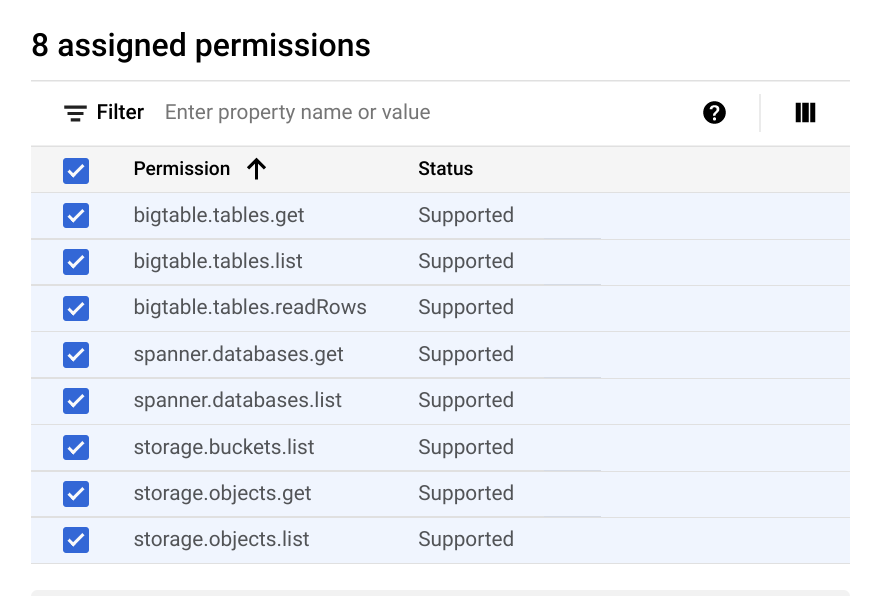 8 assigned permissions
Filter Enter property name or value
Permission Status
bigtable.tables.get Supported
bigtable.tables.list Supported
bigtable.tables.readRows Supported
spanner.databases.get Supported
spanner.databases.list Supported
storage.buckets.list Supported
storage.objects.get Supported
storage.objects.list Supported